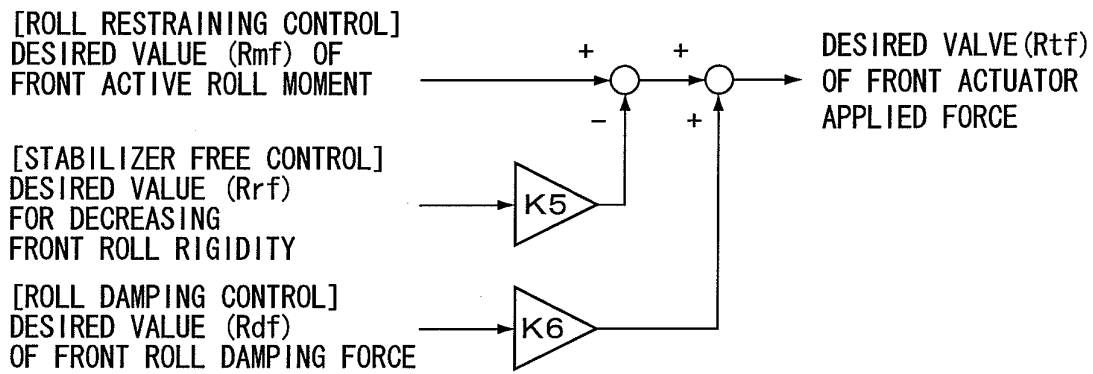 [ROLL RESTRAINING CONTROL]
DESIRED VALUE (Rmf) OF
FRONT ACTIVE ROLL MOMENT
+
+
DESIRED VALVE(Rtf)
OF FRONT ACTUATOR
APPLIED FORCE
−
+
[STABILIZER FREE CONTROL]
DESIRED VALUE (Rrf)
FOR DECREASING
FRONT ROLL RIGIDITY
K5
[ROLL DAMPING CONTROL]
DESIRED VALUE (Rdf)
OF FRONT ROLL DAMPING FORCE
K6